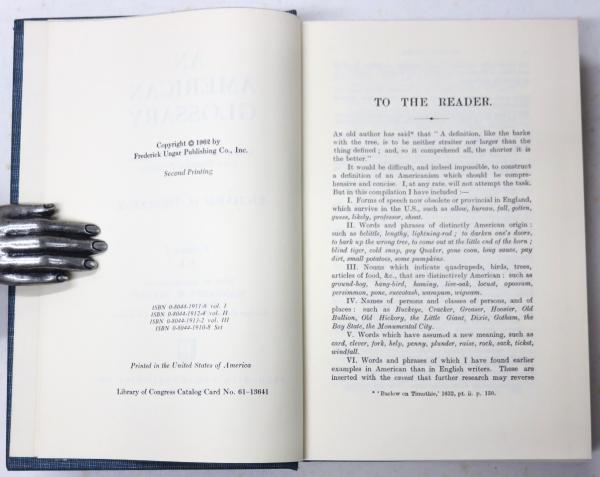 Copyright © 1962 by
Frederick Ungar Publishing Co., Inc.
Second Printing
ISBN 0-8044-1911-6 vol. I
ISBN 0-8044-1912-4 vol. II
ISBN 0-8044-1913-2 vol. III
ISBN 0-8044-1910-8 Set
Printed in the United States of America
Library of Congress Catalog Card No. 61-13641
TO THE READER.
An old author has said* that " A definition, like the barke
with the tree, is to be neither straiter nor larger than the
thing defined ; and, so it comprehend all, the shorter it is
the better."
It would be difficult, and indeed impossible, to construct
a definition of an Americanism which should be compre-
hensive and concise. I, at any rate, will not attempt the task.
But in this compilation I have included :—
I. Forms of speech now obsolete or provincial in England,
which survive in the U.S., such as allow, bureau, fall, gotten,
guess, likely, professor, shoat.
II. Words and phrases of distinctly American origin :
such as belittle, lengthy, lightning-rod ; to darken one's doors,
to bark up the wrong tree, to come out at the little end of the horn ;
blind tiger, cold snap, gay Quaker, gone coon, long sauce, pay
dirt, small potatoes, some pumpkins.
III. Nouns which indicate quadrupeds, birds, trees,
articles of food, &c., that are distinctively American : such as
ground-hog, hang-bird, hominy, live-oak, locust, opossum,
persimmon, pone, succotash, wampum, wigwam.
IV. Names of persons and classes of persons, and of
places : such as Buckeye, Cracker, Greaser, Hoosier, Old
Bullion, Old Hickory, the Little Giant, Dixie, Gotham, the
Bay State, the Monumental City.
V. Words which have assumed a new meaning, such as
card, clever, fork, help, penny, plunder, raise, rock, sack, ticket,
windfall.
VI. Words and phrases of which I have found earlier
examples in American than in English writers. These are
inserted with the caveat that further research may reverse
* 'Barlow on Timothie,' 1632, pt. ii. p. 150.